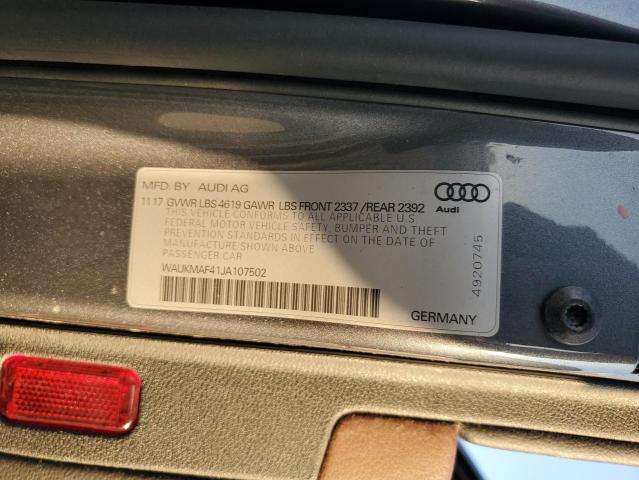 MFD. BY AUDI AG
11 17 GVWR LBS 4619 GAWR LBS FRONT 2337 /REAR 2392
THIS VEHICLE CONFORMS TO ALL APPLICABLE U.S
FEDERAL MOTOR VEHICLE SAFETY, BUMPER AND THEFT
PREVENTION STANDARDS IN EFFECT ON THE DATE OF
MANUFACTURE SHOWN ABOVE
PASSENGER CAR
WAUKMAF41JA107502
Audi
4920745
GERMANY